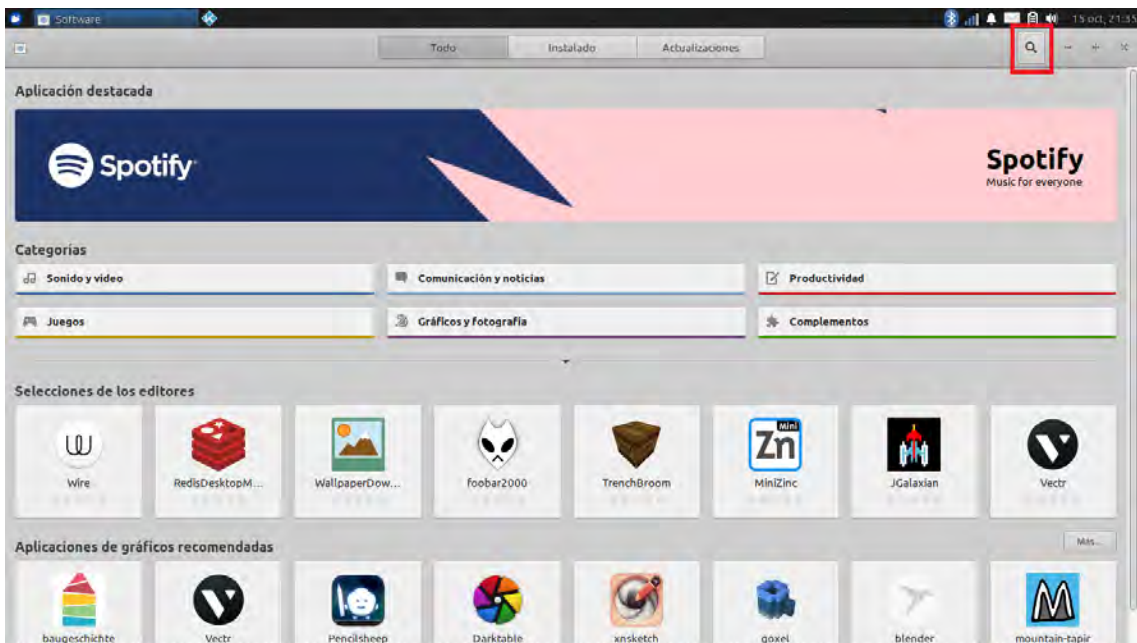 Software
15 oct, 21:35
Todo
Instalado
Actualizaciones
Aplicación destacada
Spotify
Spotify
Music for everyone
Categorías
Sonido y video
Comunicación y noticias
Productividad
Juegos
Gráficos y fotografía
Complementos
Selecciones de los editores
Mini
Zn
Wire
RedisDesktopM...
WallpaperDow...
foobar2000
TrenchBroom
MiniZinc
JGalaxian
Vectr
Aplicaciones de gráficos recomendadas
Más...
baugeschichte
Vectr
Pencilsheep
Darktable
xnsketch
goxel
blender
mountain-tapir